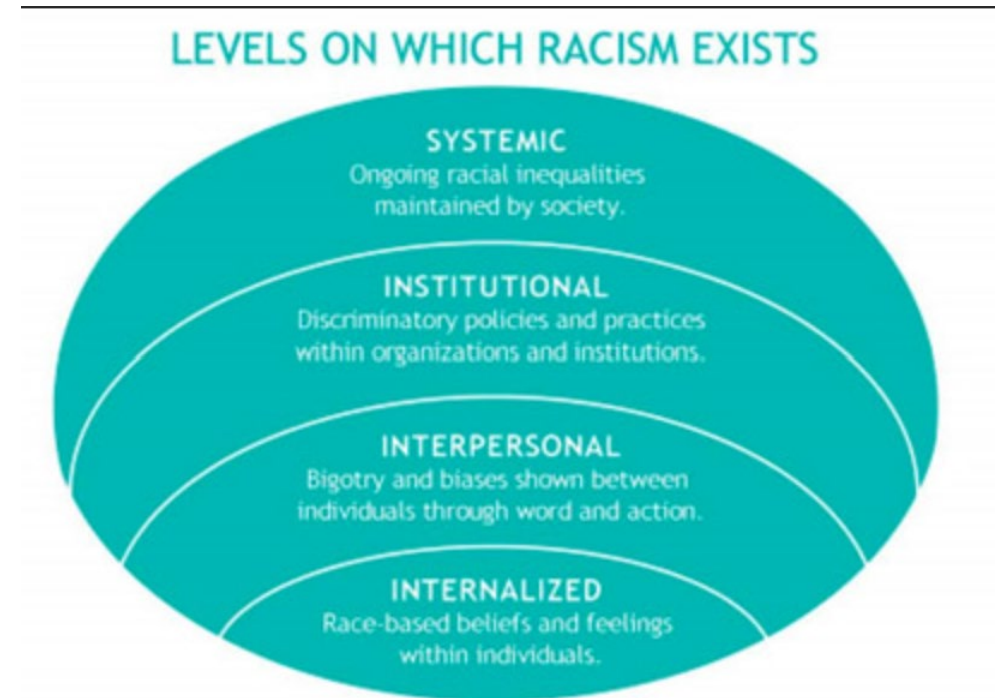 LEVELS ON WHICH RACISM EXISTS
SYSTEMIC
Ongoing racial inequalities
maintained by society.
INSTITUTIONAL
Discriminatory policies and practices
within organizations and institutions.
INTERPERSONAL
Bigotry and biases shown between
individuals through word and action.
INTERNALIZED
Race-based beliefs and feelings
within individuals.